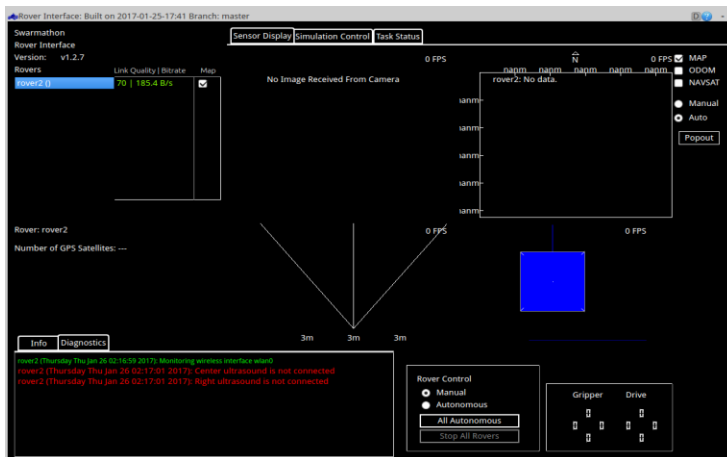 Rover Interface: Built on 2017-01-25-17:41 Branch: master
D ?
Swarmathon
Rover Interface
Version: v1.2.7
Rovers Link Quality|Bitrate Map
rover2 () 70 | 185.4 B/s
Sensor Display Simulation Control Task Status
0 FPS
No Image Received From Camera
N 0 FPS
nanm nanm nanm nanm nanm
rover2: No data.
nanm
nanm
nanm
nanm
nanm
MAP
ODOM
NAVSAT
Manual
Auto
Popout
Rover: rover2
Number of GPS Satellites: ---
0 FPS
0 FPS
3m 3m 3m
Info Diagnostics
rover2 (Thursday Thu Jan 26 02:16:59 2017): Monitoring wireless interface wlan0
rover2 (Thursday Thu Jan 26 02:17:01 2017): Center ultrasound is not connected
rover2 (Thursday Thu Jan 26 02:17:01 2017): Right ultrasound is not connected
Rover Control
Manual
Autonomous
All Autonomous
Stop All Rovers
Gripper Drive